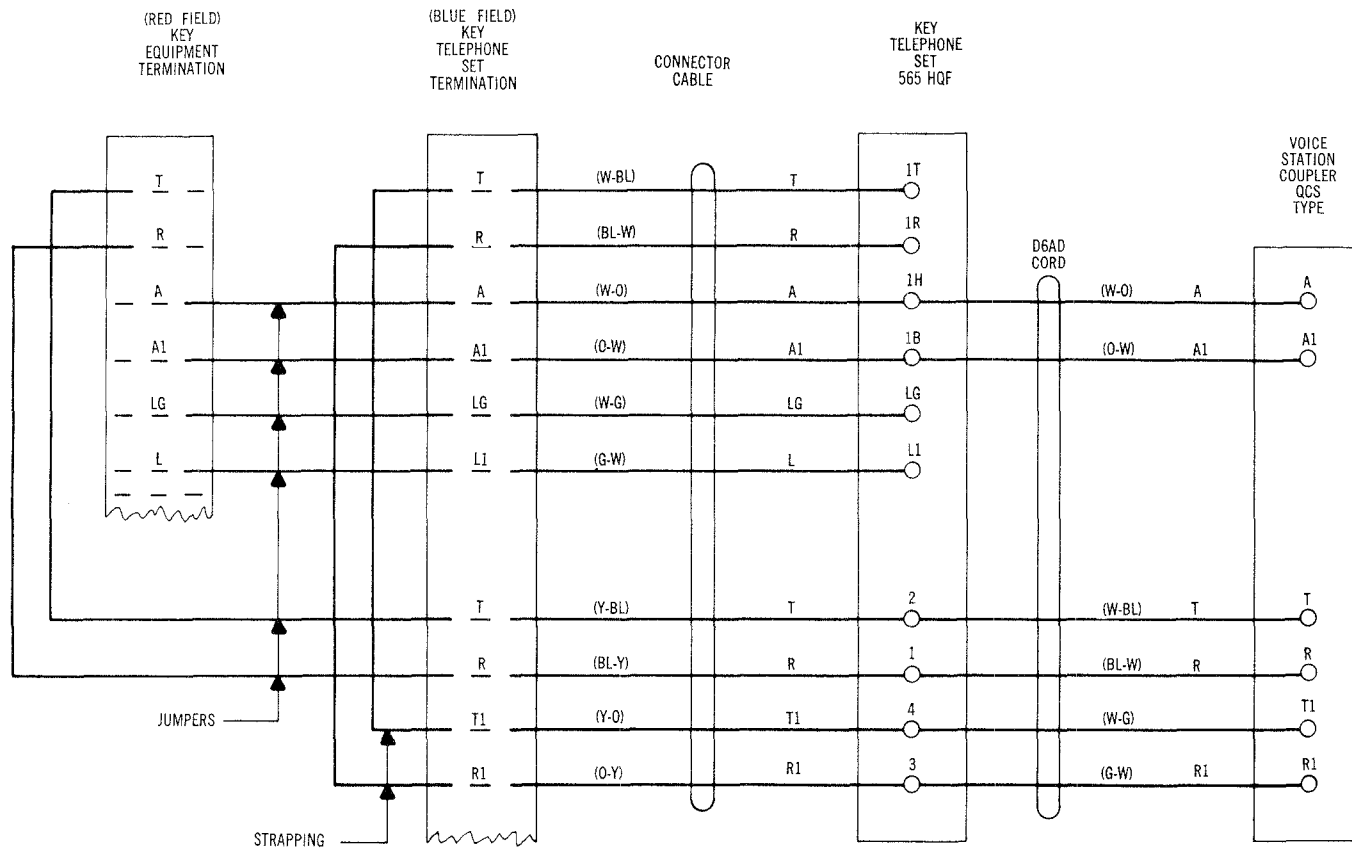 (RED FIELD)
KEY
EQUIPMENT
TERMINATION
(BLUE FIELD)
KEY
TELEPHONE
SET
TERMINATION
CONNECTOR
CABLE
KEY
TELEPHONE
SET
565 HQF
VOICE
STATION
COUPLER
QCS
TYPE
D6AD
CORD
T T (W-BL) T 1T
R R (BL-W) R 1R
A A (W-O) A 1H (W-O) A A
A1 A1 (O-W) A1 1B (O-W) A1 A1
LG LG (W-G) LG LG
L L1 (G-W) L L1
T (Y-BL) T 2 (W-BL) T T
R (BL-Y) R 1 (BL-W) R R
T1 (Y-O) T1 4 (W-G) T1
R1 (O-Y) R1 3 (G-W) R1 R1
JUMPERS
STRAPPING